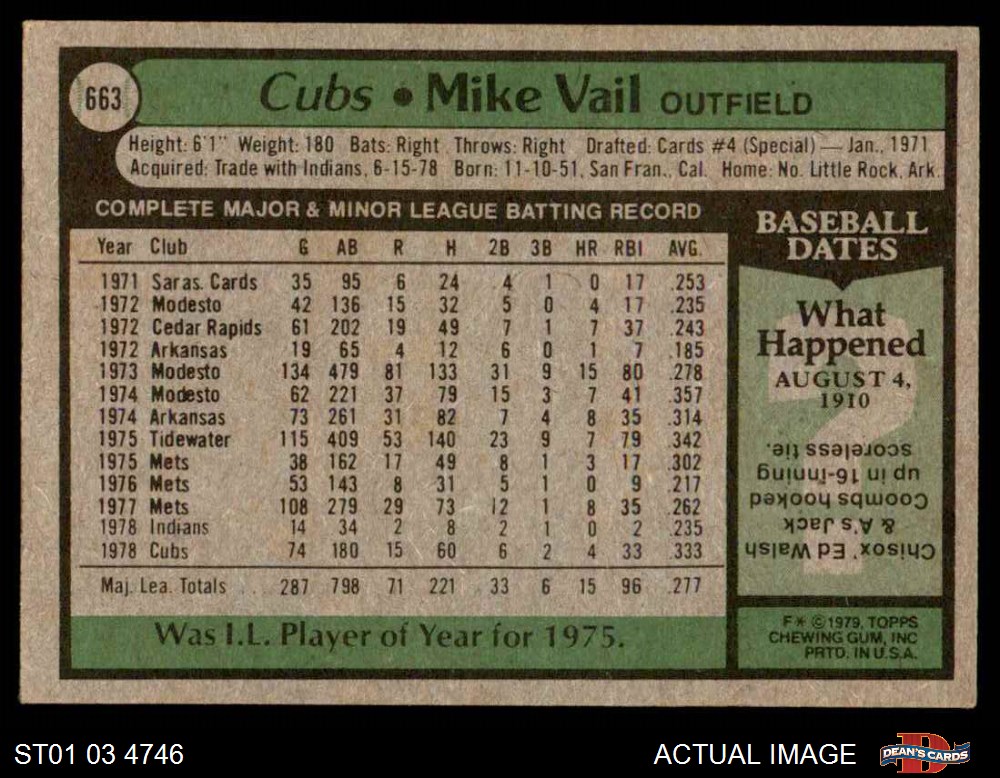 663
Cubs • Mike Vail OUTFIELD
Height: 6'1" Weight: 180 Bats: Right Throws: Right Drafted: Cards #4 (Special) — Jan., 1971
Acquired: Trade with Indians, 6-15-78 Born: 11-10-51, San Fran., Cal. Home: No. Little Rock, Ark.
COMPLETE MAJOR & MINOR LEAGUE BATTING RECORD
Year Club G AB R H 2B 3B HR RBI AVG.
1971 Saras. Cards 35 95 6 24 4 1 0 17 .253
1972 Modesto 42 136 15 32 5 0 4 17 .235
1972 Cedar Rapids 61 202 19 49 7 1 7 37 .243
1972 Arkansas 19 65 4 12 6 0 1 7 .185
1973 Modesto 134 479 81 133 31 9 15 80 .278
1974 Modesto 62 221 37 79 15 3 7 41 .357
1974 Arkansas 73 261 31 82 7 4 8 35 .314
1975 Tidewater 115 409 53 140 23 9 7 79 .342
1975 Mets 38 162 17 49 8 1 3 17 .302
1976 Mets 53 143 8 31 5 1 0 9 .217
1977 Mets 108 279 29 73 12 1 8 35 .262
1978 Indians 14 34 2 8 2 1 0 2 .235
1978 Cubs 74 180 15 60 6 2 4 33 .333
Maj. Lea. Totals . . 287 798 71 221 33 6 15 96 .277
Was I.L. Player of Year for 1975.
BASEBALL
DATES
What
Happened
AUGUST 4,
1910
Chisox' Ed Walsh
& A's Jack
Coombs hooked
up in 16-inning
scoreless tie.
F* © 1979, TOPPS
CHEWING GUM, INC
PRTD. IN U.S.A.
ST01 03 4746
ACTUAL IMAGE
DEAN'S CARDS